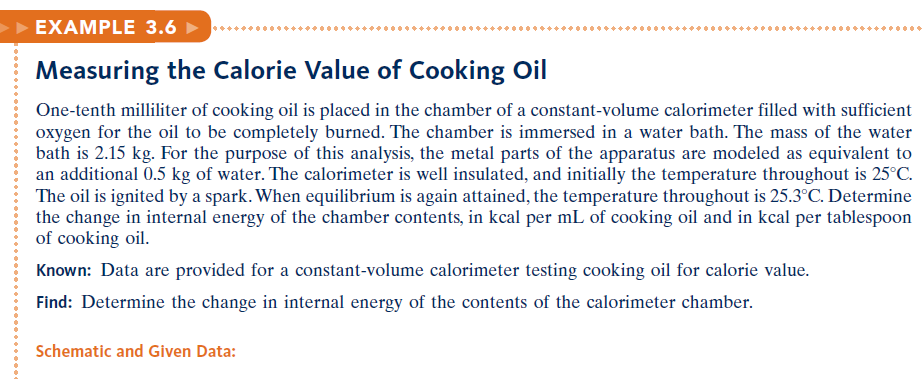 EXAMPLE 3.6
Measuring the Calorie Value of Cooking Oil
One-tenth milliliter of cooking oil is placed in the chamber of a constant-volume calorimeter filled with sufficient
oxygen for the oil to be completely burned. The chamber is immersed in a water bath. The mass of the water
bath is 2.15 kg. For the purpose of this analysis, the metal parts of the apparatus are modeled as equivalent to
an additional 0.5 kg of water. The calorimeter is well insulated, and initially the temperature throughout is 25°C.
The oil is ignited by a spark. When equilibrium is again attained, the temperature throughout is 25.3°C. Determine
the change in internal energy of the chamber contents, in kcal per mL of cooking oil and in kcal per tablespoon
of cooking oil.
Known: Data are provided for a constant-volume calorimeter testing cooking oil for calorie value.
Find: Determine the change in internal energy of the contents of the calorimeter chamber.
Schematic and Given Data: